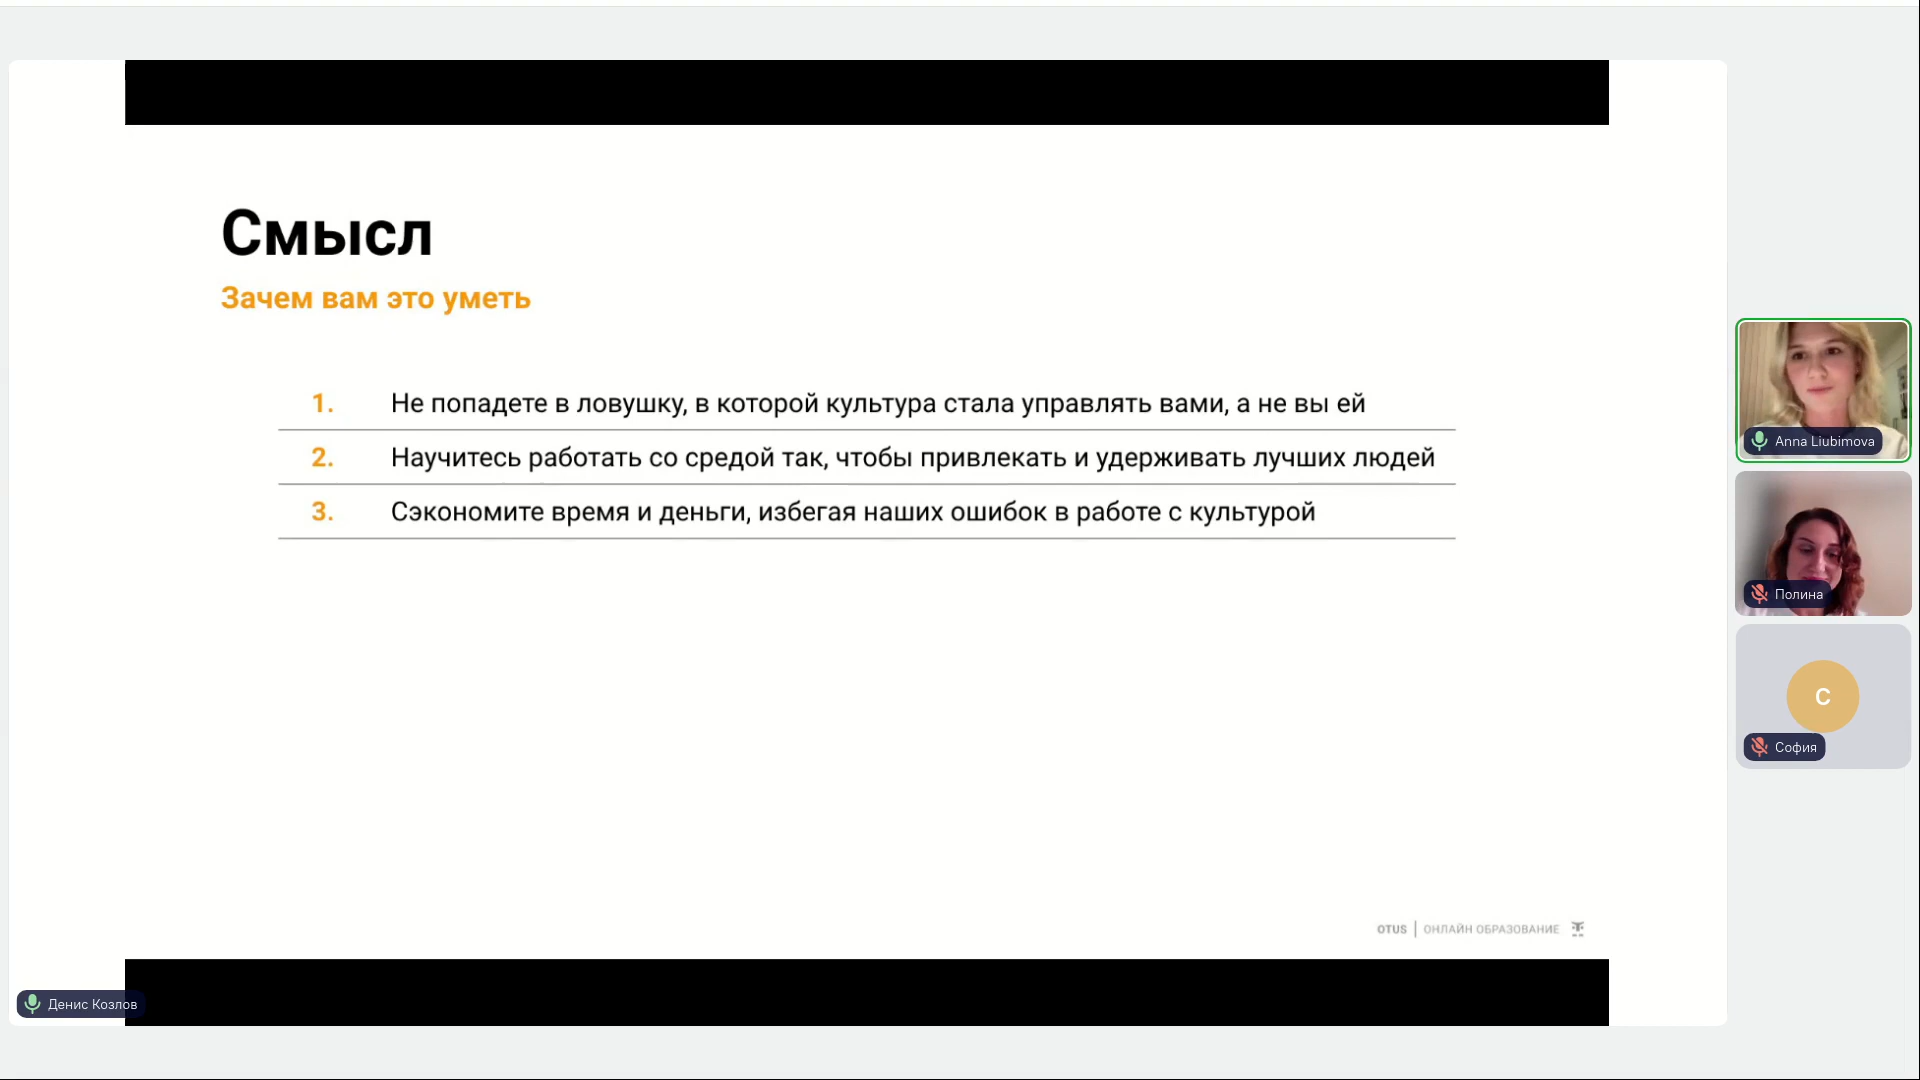 Смысл
Зачем вам это уметь
1. Не попадете в ловушку, в которой культура стала управлять вами, а не вы ей
2. Научитесь работать со средой так, чтобы привлекать и удерживать лучших людей
3. Сэкономите время и деньги, избегая наших ошибок в работе с культурой
OTUS | ОНЛАЙН ОБРАЗОВАНИЕ
Денис Козлов
Anna Liubimova
Полина
С
София